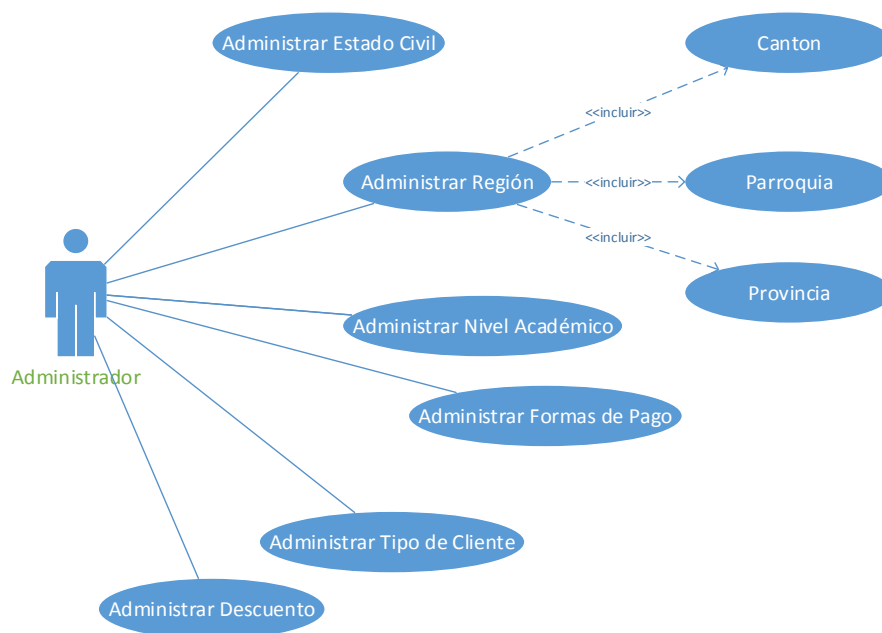 Administrar Estado Civil
Canton
<<incluir>>
Administrar Región
<<incluir>>
Parroquia
<<incluir>>
Provincia
Administrar Nivel Académico
Administrador
Administrar Formas de Pago
Administrar Tipo de Cliente
Administrar Descuento